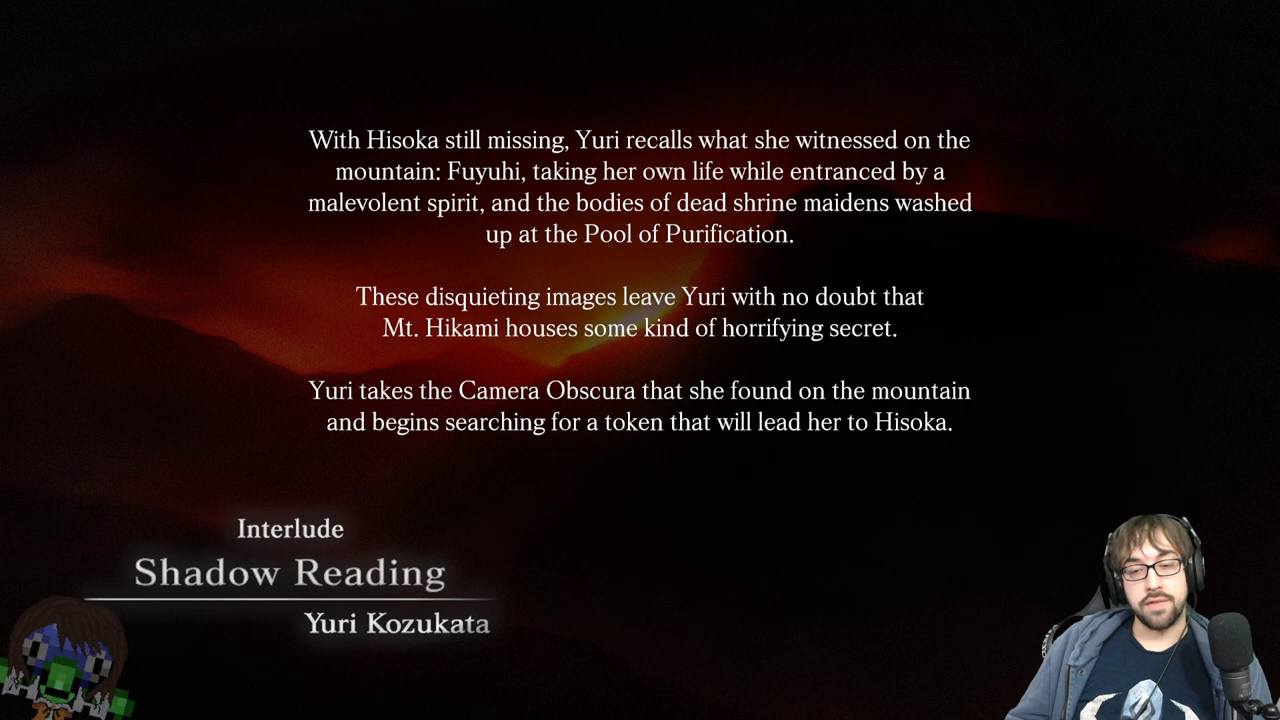 With Hisoka still missing, Yuri recalls what she witnessed on the
mountain: Fuyuhi, taking her own life while entranced by a
malevolent spirit, and the bodies of dead shrine maidens washed
up at the Pool of Purification.
These disquieting images leave Yuri with no doubt that
Mt. Hikami houses some kind of horrifying secret.
Yuri takes the Camera Obscura that she found on the mountain
and begins searching for a token that will lead her to Hisoka.
Interlude
Shadow Reading
Yuri Kozukata